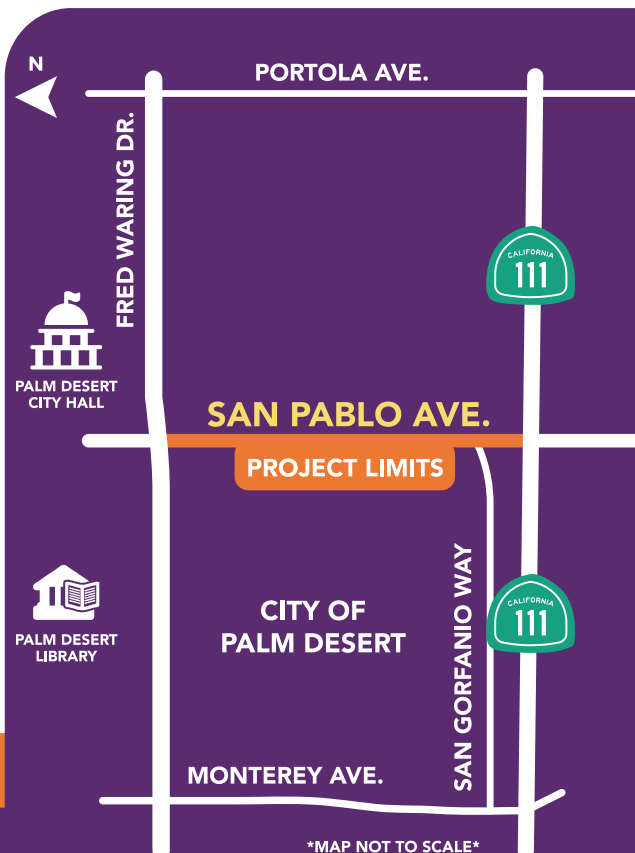 N
PORTOLA AVE.
FRED WARING DR.
CALIFORNIA
111
PALM DESERT
CITY HALL
SAN PABLO AVE.
PROJECT LIMITS
SAN GORFANIO WAY
CALIFORNIA
111
CITY OF
PALM DESERT
PALM DESERT
LIBRARY
MONTEREY AVE.
*MAP NOT TO SCALE*